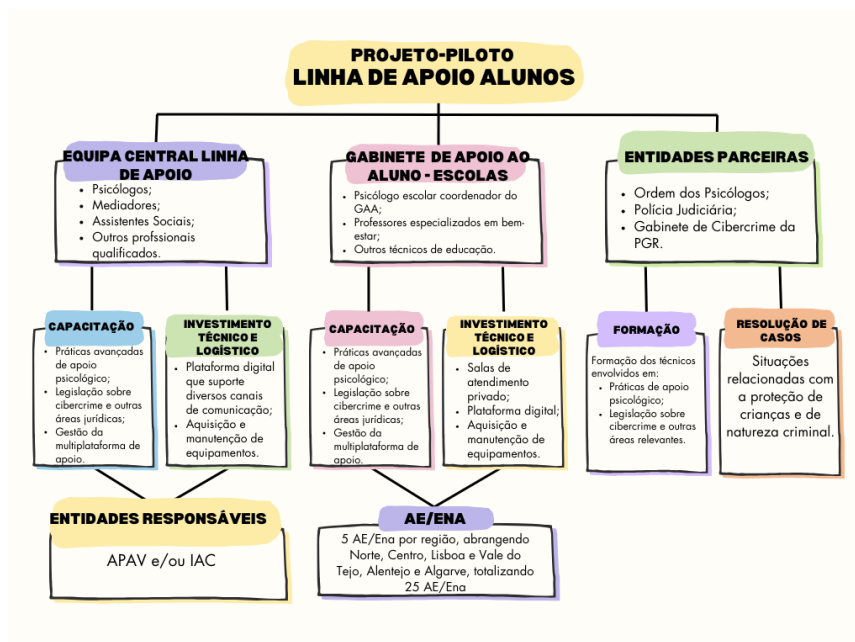 PROJETO-PILOTO
LINHA DE APOIO ALUNOS
EQUIPA CENTRAL LINHA
DE APOIO
• Psicólogos;
• Mediadores;
• Assistentes Sociais;
• Outros profssionais
qualificados.
GABINETE DE APOIO AO
ALUNO - ESCOLAS
• Psicólogo escolar coordenador do
GAA;
• Professores especializados em bem-
estar;
• Outros técnicos de educação.
ENTIDADES PARCEIRAS
• Ordem dos Psicólogos;
• Polícia Judiciária;
• Gabinete de Cibercrime da
PGR.
CAPACITAÇÃO
• Práticas avançadas
de apoio
psicológico;
• Legislação sobre
cibercrime e outras
áreas jurídicas;
• Gestão da
multiplataforma de
apoio.
INVESTIMENTO
TÉCNICO E
LOGÍSTICO
• Plataforma digital
que suporte
diversos canais
de comunicação;
• Aquisição e
manutenção de
equipamentos.
CAPACITAÇÃO
• Práticas avançadas
de apoio
psicológico;
• Legislação sobre
cibercrime e outras
áreas jurídicas;
• Gestão da
multiplataforma de
apoio.
INVESTIMENTO
TÉCNICO E
LOGÍSTICO
• Salas de
atendimento
privado;
• Plataforma digital;
• Aquisição e
manutenção de
equipamentos.
FORMAÇÃO
Formação dos técnicos
envolvidos em:
• Práticas de apoio
psicológico;
• Legislação sobre
cibercrime e outras
áreas relevantes.
RESOLUÇÃO DE
CASOS
Situações
relacionadas com
a proteção de
crianças e de
natureza criminal.
ENTIDADES RESPONSÁVEIS
APAV e/ou IAC
AE/ENA
5 AE/Ena por região, abrangendo
Norte, Centro, Lisboa e Vale do
Tejo, Alentejo e Algarve, totalizando
25 AE/Ena